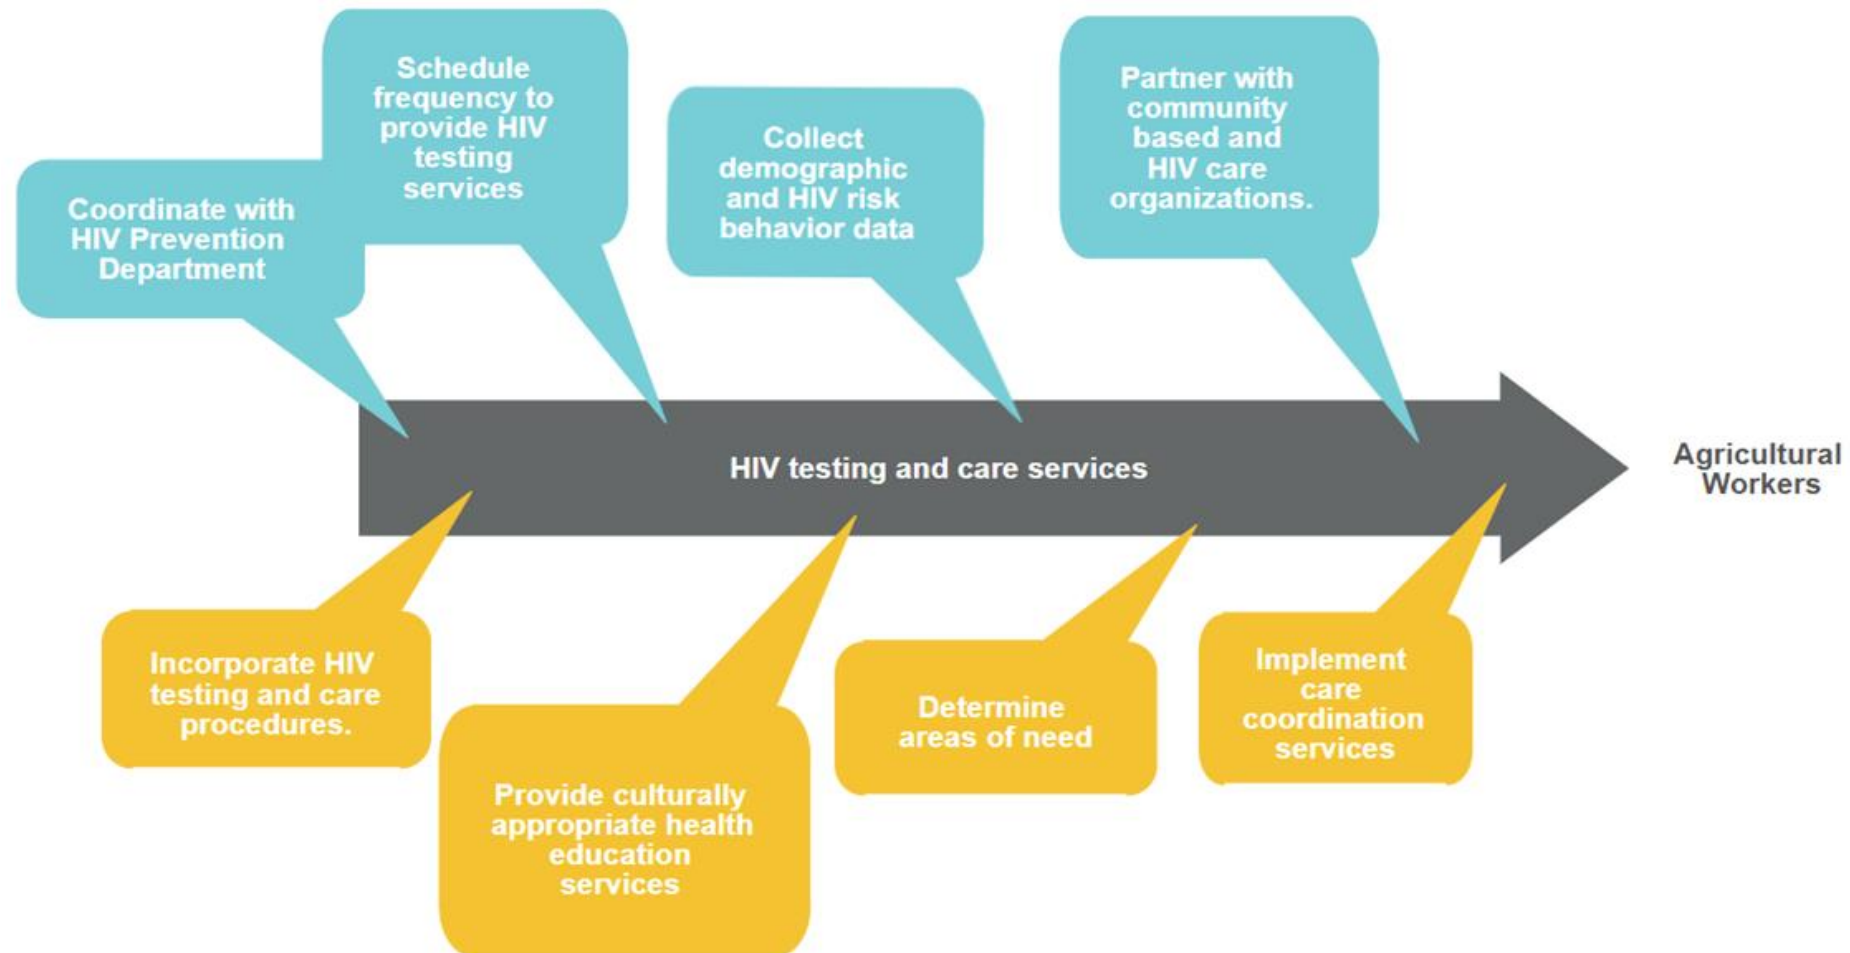 Coordinate with
HIV Prevention
Department
Schedule
frequency to
provide HIV
testing
services
Collect
demographic
and HIV risk
behavior data
Partner with
community
based and
HIV care
organizations.
HIV testing and care services
Agricultural
Workers
Incorporate HIV
testing and care
procedures.
Provide culturally
appropriate health
education
services
Determine
areas of need
Implement
care
coordination
services